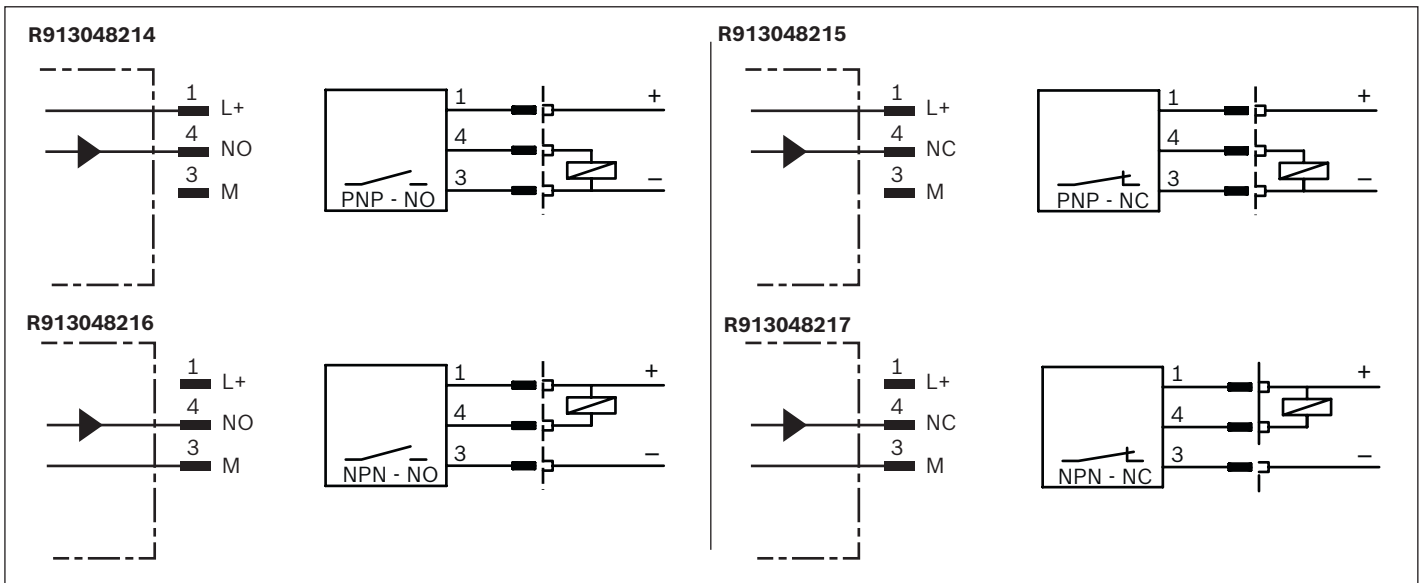 R913048214
1
L+
4
NO
3
M
1
+
4
3
–
PNP - NO
R913048215
1
L+
4
NC
3
M
1
+
4
3
–
PNP - NC
R913048216
1
L+
4
NO
3
M
1
+
4
3
–
NPN - NO
R913048217
1
L+
4
NC
3
M
1
+
4
3
–
NPN - NC